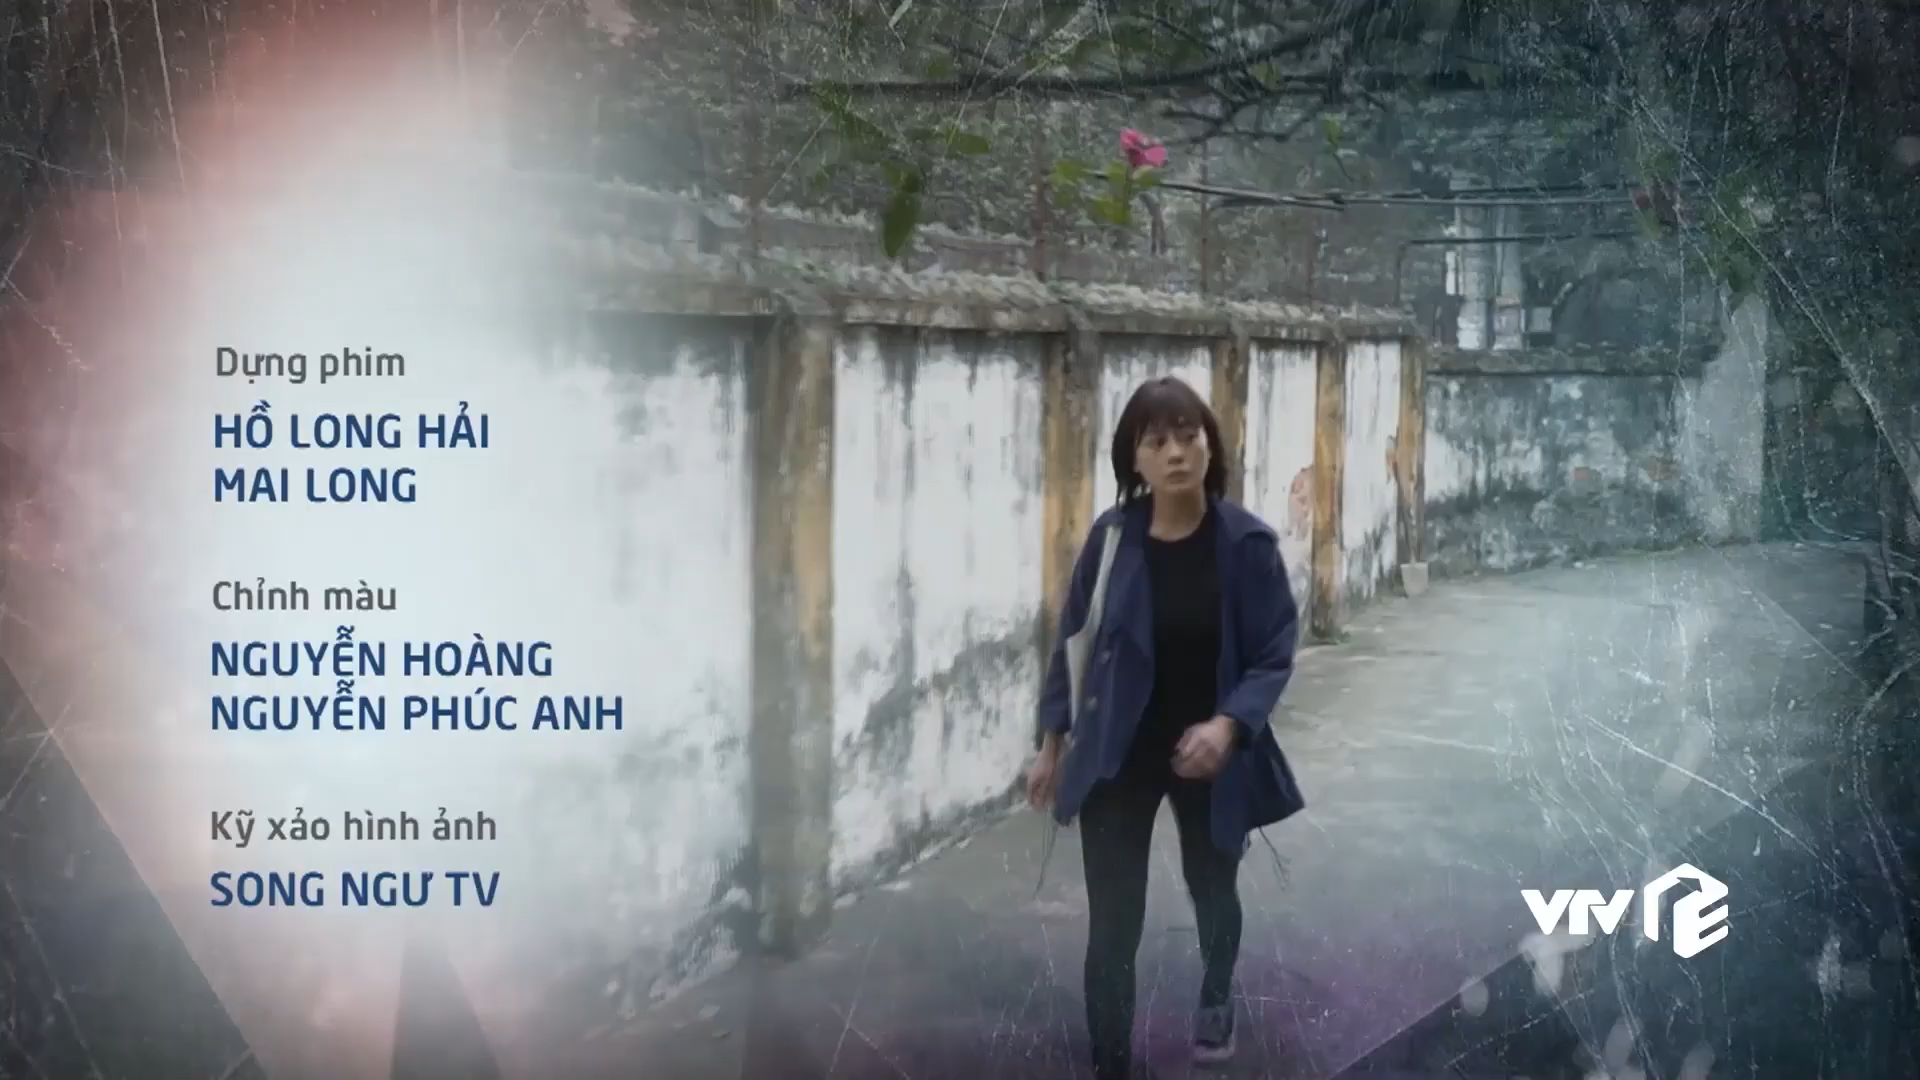 Dựng phim
HỒ LONG HẢI
MAI LONG
Chỉnh màu
NGUYỄN HOÀNG
NGUYỄN PHÚC ANH
Kỹ xảo hình ảnh
SONG NGƯ TV
VTV